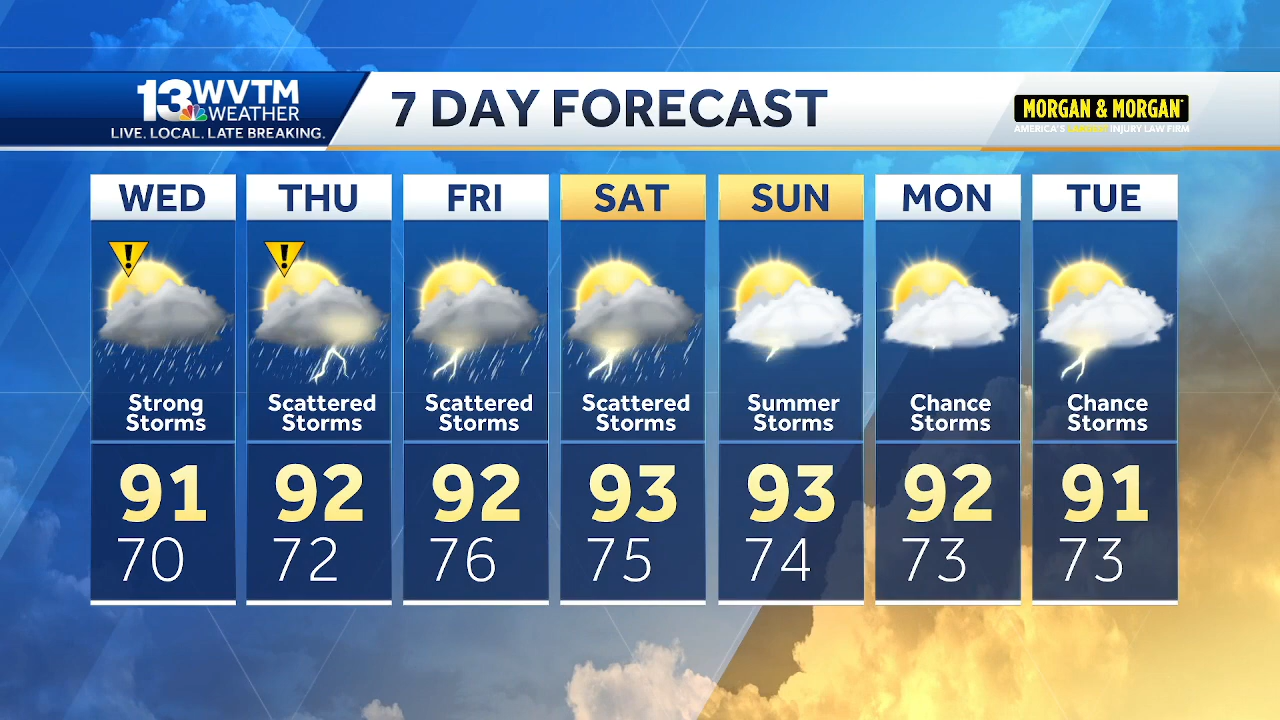 13 WVTM
WEATHER
LIVE. LOCAL. LATE BREAKING.
7 DAY FORECAST
MORGAN & MORGAN
AMERICA'S LARGEST INJURY LAW FIRM
WED THU FRI SAT SUN MON TUE
! !
Strong Scattered Scattered Scattered Summer Chance Chance
Storms Storms Storms Storms Storms Storms Storms
91 92 92 93 93 92 91
70 72 76 75 74 73 73